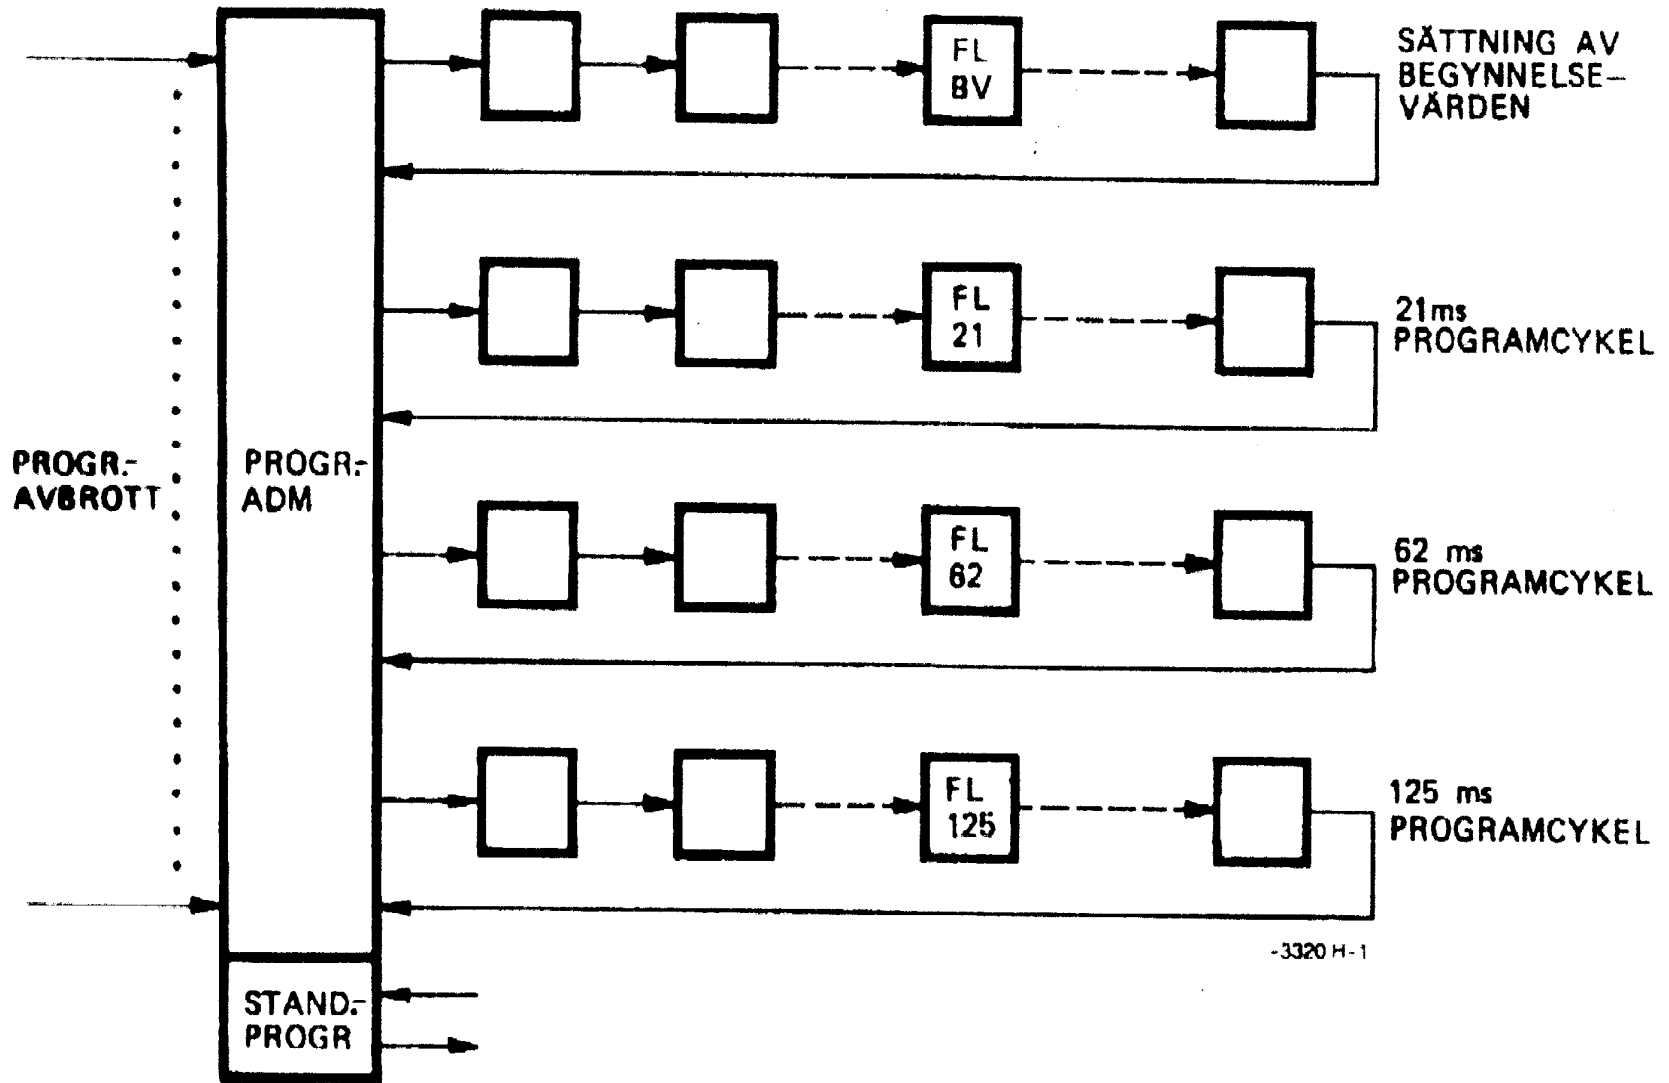 FL
BV
SÄTTNING AV
BEGYNNELSE-
VÄRDEN
FL
21
21ms
PROGRAMCYKEL
PROGR.-
AVBROTT
PROGR.-
ADM
FL
62
62 ms
PROGRAMCYKEL
FL
125
125 ms
PROGRAMCYKEL
-3320 H-1
STAND.-
PROGR